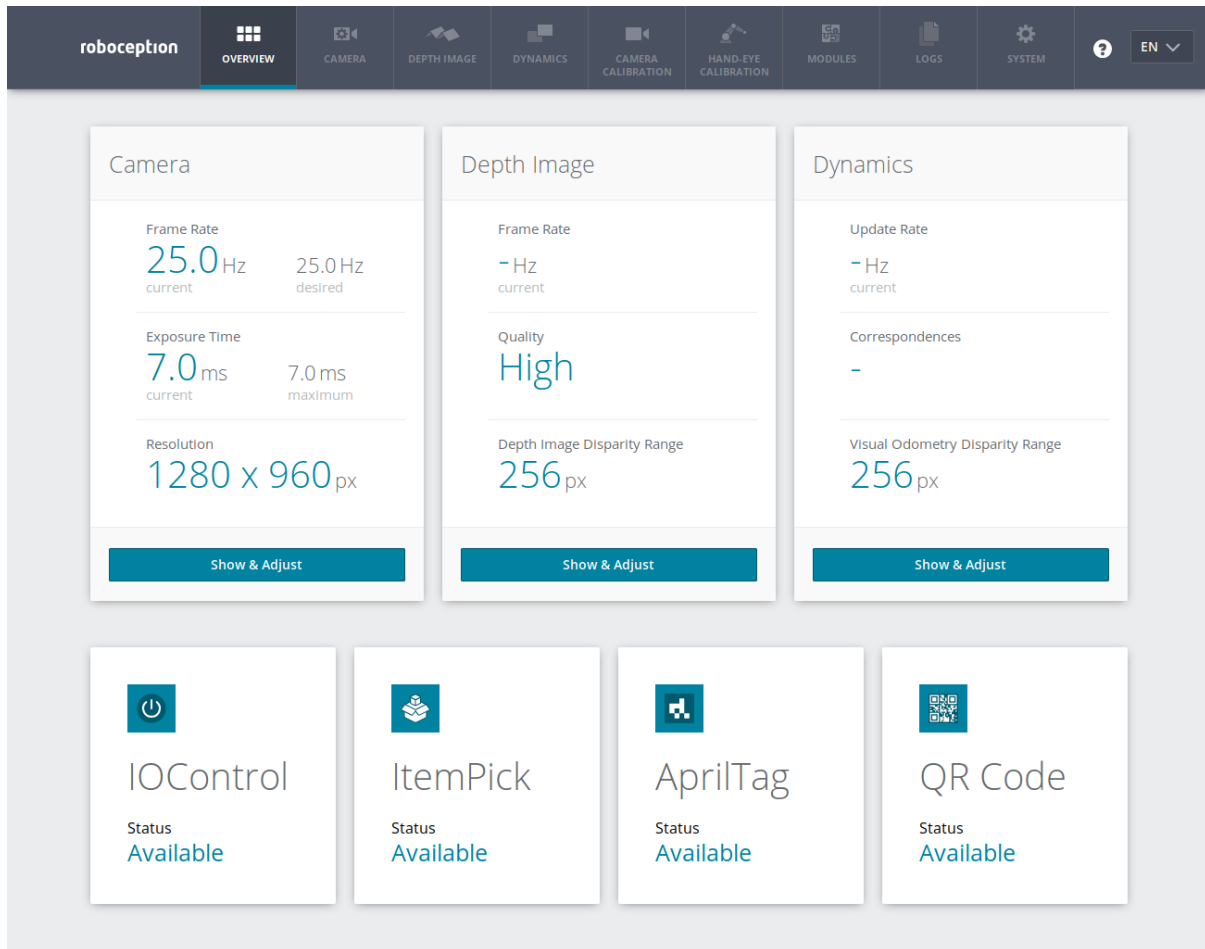 roboception
OVERVIEW
CAMERA
DEPTH IMAGE
DYNAMICS
CAMERA
CALIBRATION
HAND-EYE
CALIBRATION
MODULES
LOGS
SYSTEM
?
EN
Camera
Frame Rate
25.0 Hz 25.0 Hz
current desired
Exposure Time
7.0 ms 7.0 ms
current maximum
Resolution
1280 x 960 px
Show & Adjust
Depth Image
Frame Rate
- Hz
current
Quality
High
Depth Image Disparity Range
256 px
Show & Adjust
Dynamics
Update Rate
- Hz
current
Correspondences
-
Visual Odometry Disparity Range
256 px
Show & Adjust
IOControl
Status
Available
ItemPick
Status
Available
AprilTag
Status
Available
QR Code
Status
Available